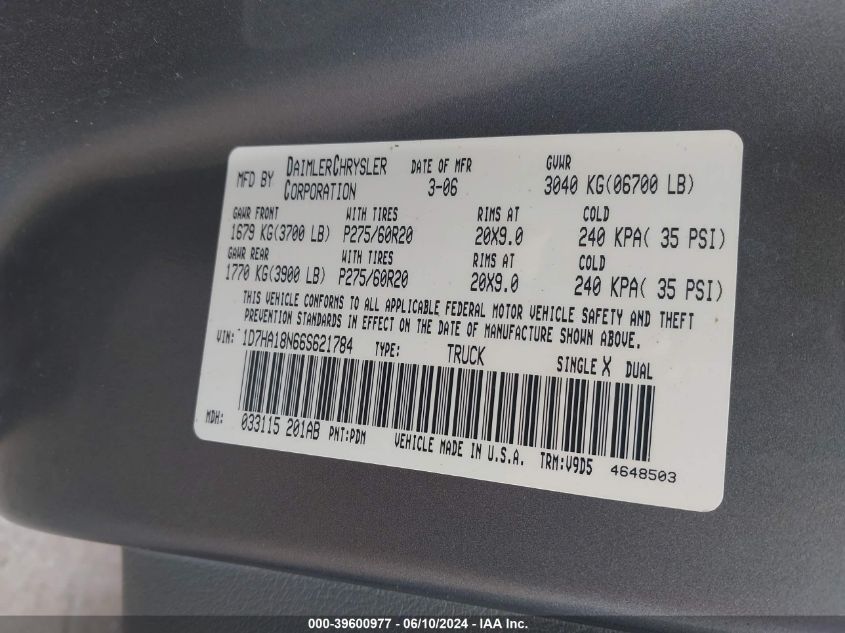 MFD BY DAIMLERCHRYSLER CORPORATION DATE OF MFR 3-06 GVWR 3040 KG(06700 LB)
GAWR FRONT WITH TIRES RIMS AT COLD
1679 KG(3700 LB) P275/60R20 20X9.0 240 KPA( 35 PSI)
GAWR REAR WITH TIRES RIMS AT COLD
1770 KG(3900 LB) P275/60R20 20X9.0 240 KPA( 35 PSI)
THIS VEHICLE CONFORMS TO ALL APPLICABLE FEDERAL MOTOR VEHICLE SAFETY AND THEFT
PREVENTION STANDARDS IN EFFECT ON THE DATE OF MANUFACTURE SHOWN ABOVE.
VIN: 1D7HA18N66S621784 TYPE: TRUCK SINGLE X DUAL
MDH: 033115 201AB PNT:PDM VEHICLE MADE IN U.S.A. TRM:V9D5 4648503
000-39600977 - 06/10/2024 - IAA Inc.